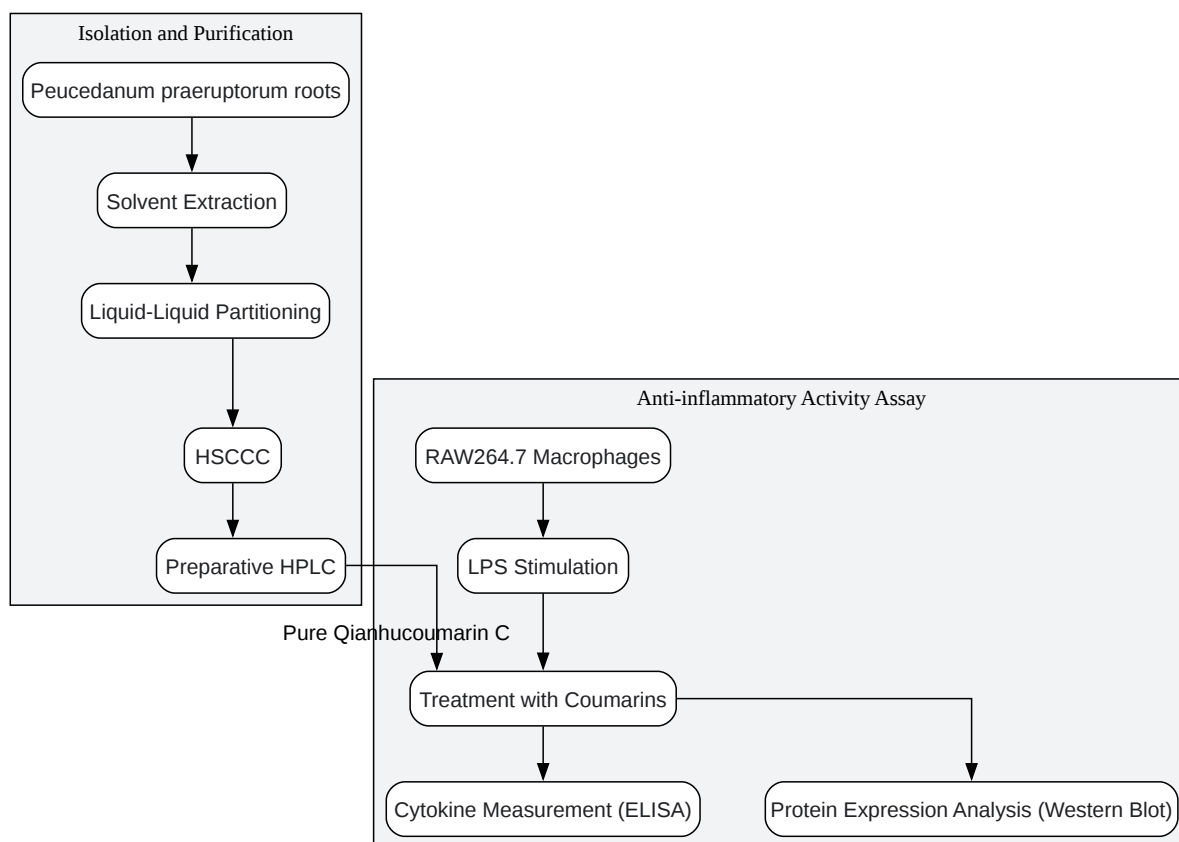 Isolation and Purification
Peucedanum praeruptorum roots
Solvent Extraction
Liquid-Liquid Partitioning
HSCCC
Preparative HPLC
Pure Qianhucoumarin C
Anti-inflammatory Activity Assay
RAW264.7 Macrophages
LPS Stimulation
Treatment with Coumarins
Cytokine Measurement (ELISA)
Protein Expression Analysis (Western Blot)